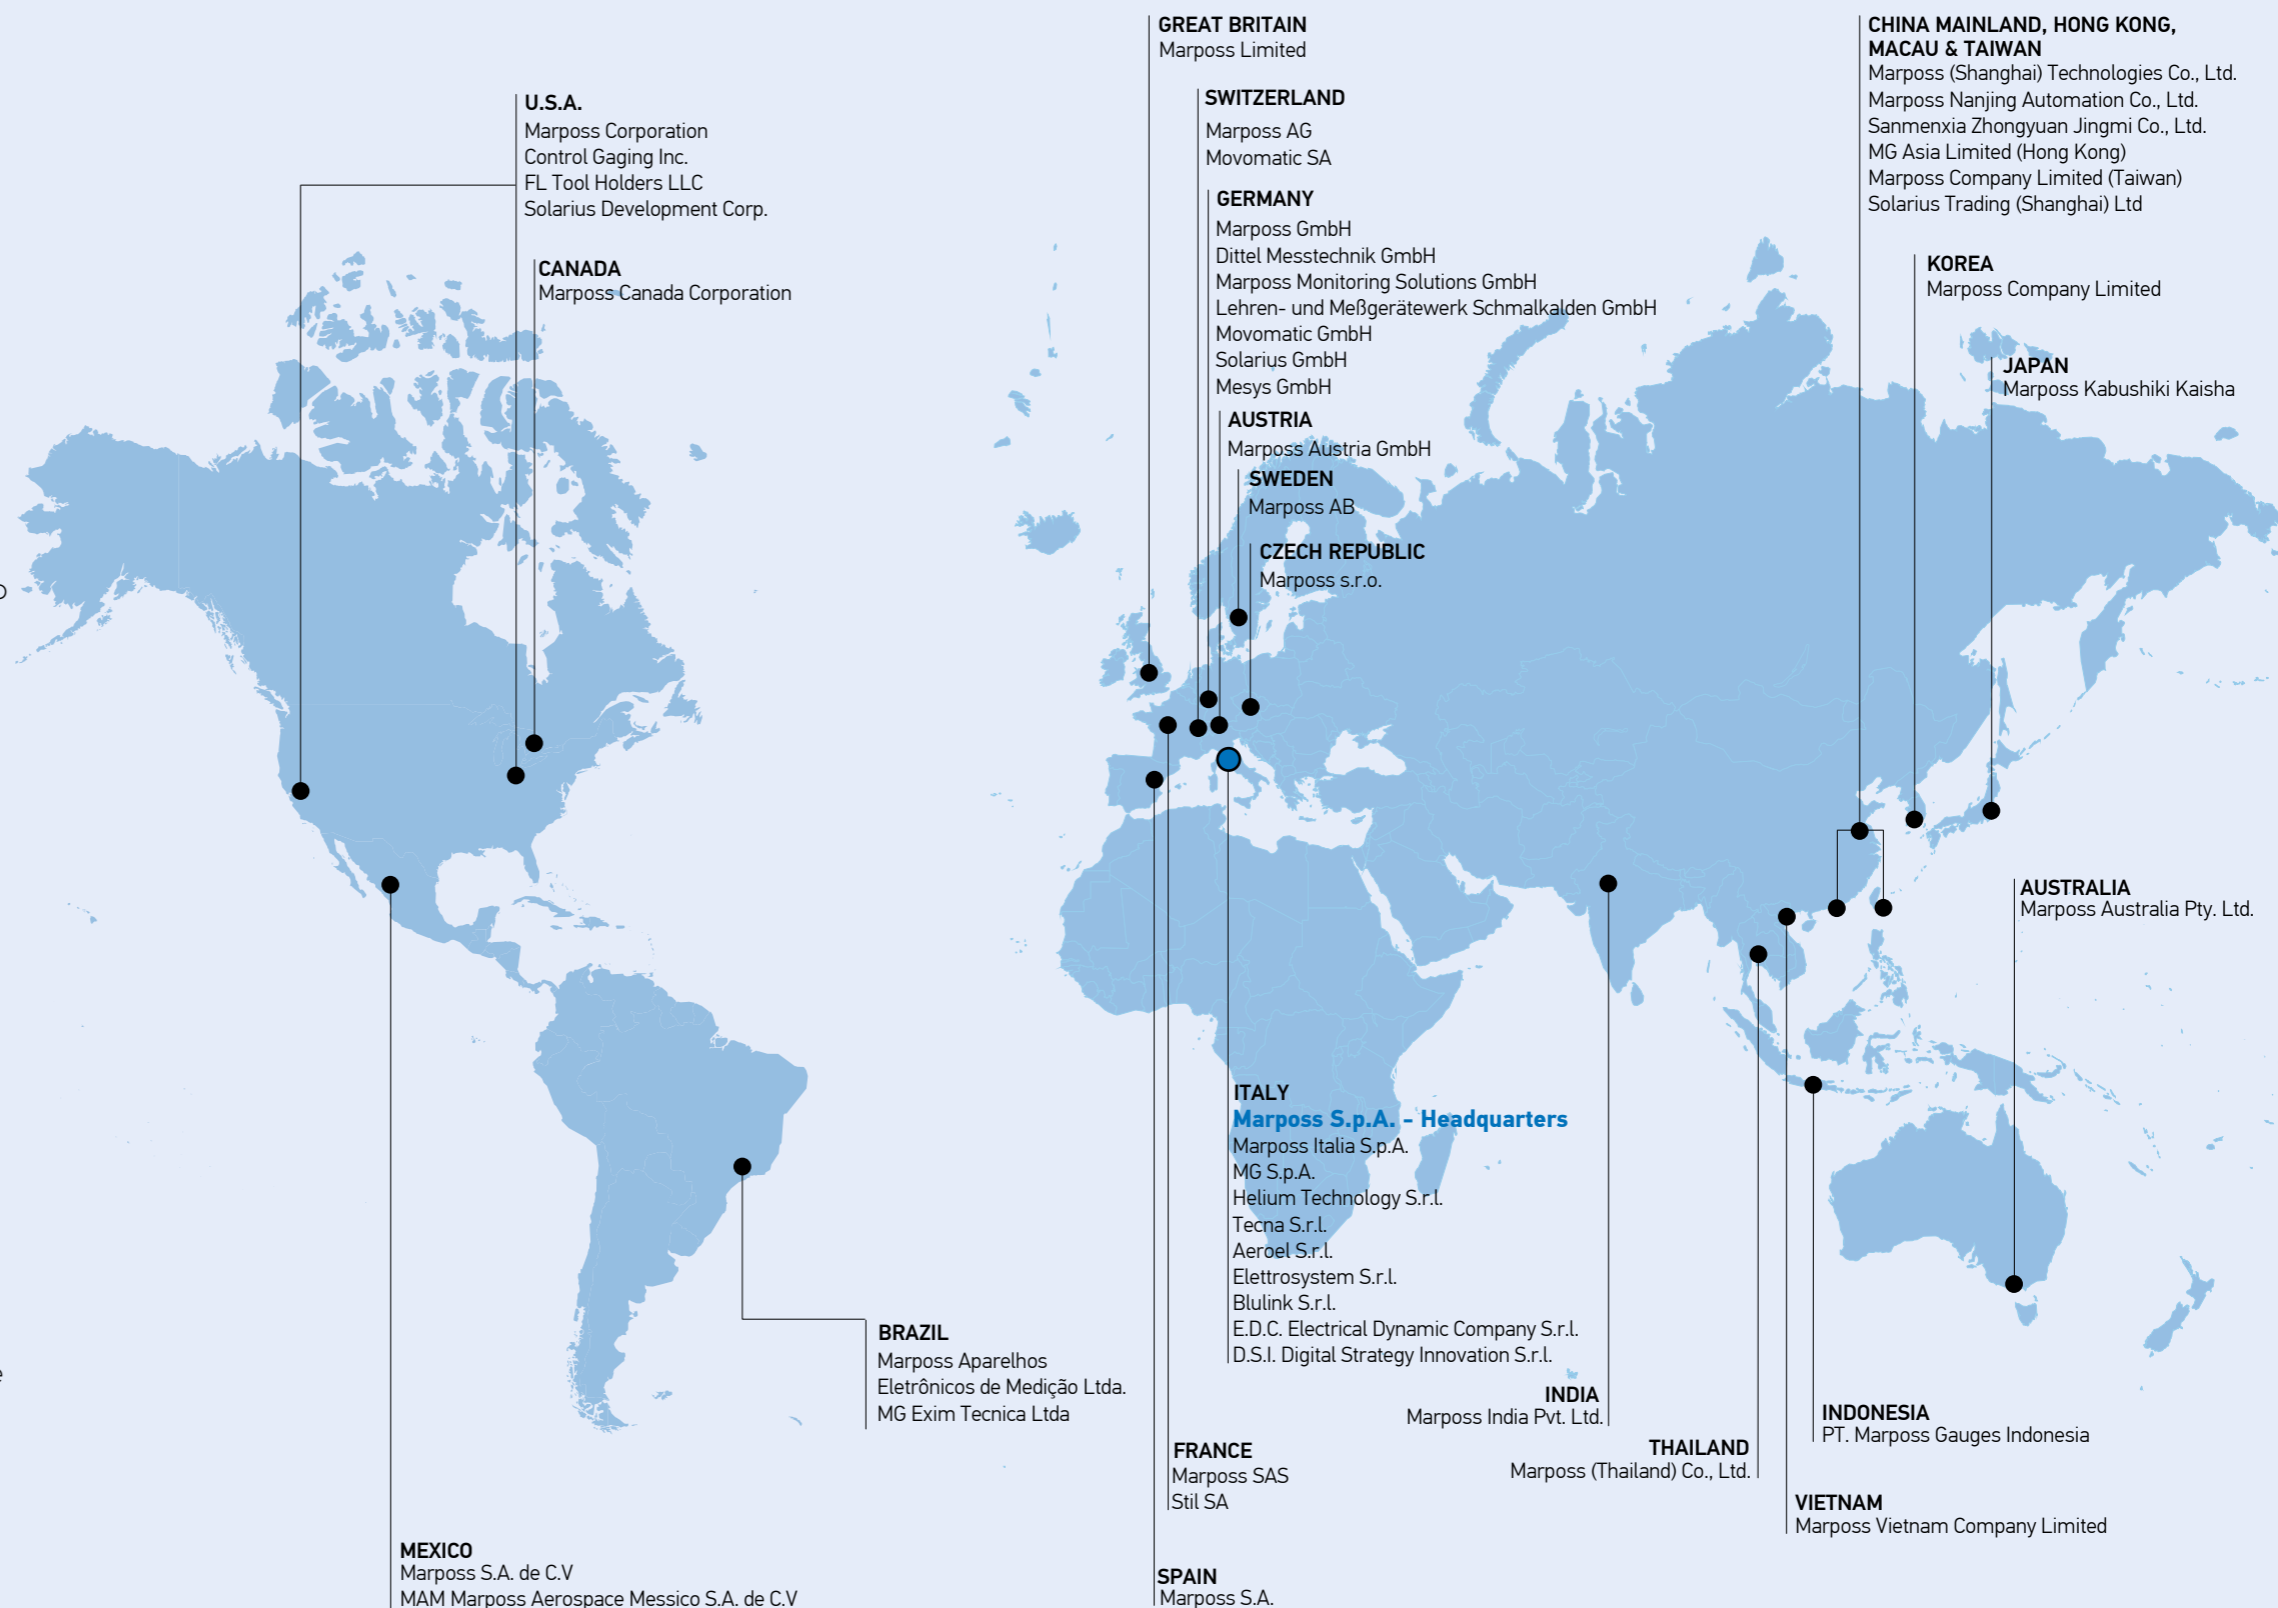 GREAT BRITAIN
Marposs Limited
CHINA MAINLAND, HONG KONG,
MACAU & TAIWAN
Marposs (Shanghai) Technologies Co., Ltd.
Marposs Nanjing Automation Co., Ltd.
Sanmenxia Zhongyuan Jingmi Co., Ltd.
MG Asia Limited (Hong Kong)
Marposs Company Limited (Taiwan)
Solarius Trading (Shanghai) Ltd
U.S.A.
Marposs Corporation
Control Gaging Inc.
FL Tool Holders LLC
Solarius Development Corp.
SWITZERLAND
Marposs AG
Movomatic SA
GERMANY
Marposs GmbH
Dittel Messtechnik GmbH
Marposs Monitoring Solutions GmbH
Lehren- und Meßgerätewerk Schmalkalden GmbH
Movomatic GmbH
Solarius GmbH
Mesys GmbH
CANADA
Marposs Canada Corporation
KOREA
Marposs Company Limited
JAPAN
Marposs Kabushiki Kaisha
AUSTRIA
Marposs Austria GmbH
SWEDEN
Marposs AB
CZECH REPUBLIC
Marposs s.r.o.
AUSTRALIA
Marposs Australia Pty. Ltd.
ITALY
Marposs S.p.A. - Headquarters
Marposs Italia S.p.A.
MG S.p.A.
Helium Technology S.r.l.
Tecna S.r.l.
Aeroel S.r.l.
Elettrosystem S.r.l.
Blulink S.r.l.
E.D.C. Electrical Dynamic Company S.r.l.
D.S.I. Digital Strategy Innovation S.r.l.
BRAZIL
Marposs Aparelhos
Eletrônicos de Medição Ltda.
MG Exim Tecnica Ltda
INDIA
Marposs India Pvt. Ltd.
INDONESIA
PT. Marposs Gauges Indonesia
FRANCE
Marposs SAS
Stil SA
THAILAND
Marposs (Thailand) Co., Ltd.
VIETNAM
Marposs Vietnam Company Limited
MEXICO
Marposs S.A. de C.V
MAM Marposs Aerospace Messico S.A. de C.V
SPAIN
Marposs S.A.